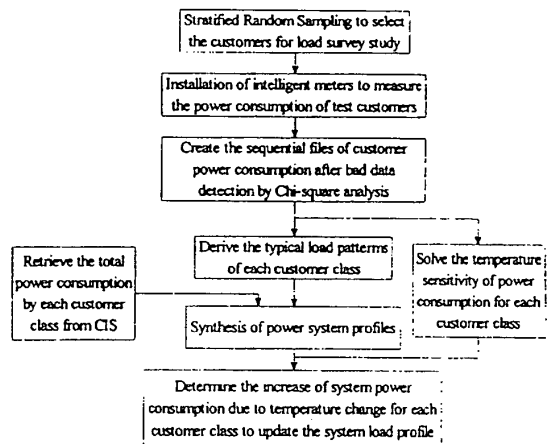 Stratified Random Sampling to select
the customers for load survey study
Installation of intelligent meters to measure
the power consumption of test customers
Create the sequential files of customer
power consumption after bad data
detection by Chi-square analysis
Retrieve the total
power consumption
by each customer
class from CIS
Derive the typical load patterns
of each customer class
Solve the temperature
sensitivity of power
consumption for each
customer class
Synthesis of power system profiles
Determine the increase of system power
consumption due to temperature change for each
customer class to update the system load profile